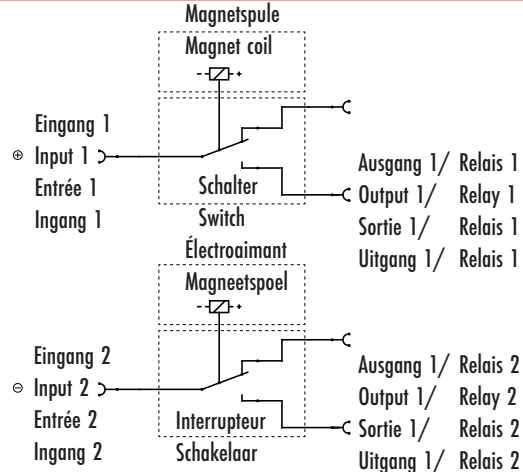 Magnetspule
Magnet coil
- +
Eingang 1
⊕ Input 1
Entrée 1
Ingang 1
Schalter
Switch
Ausgang 1/ Relais 1
Output 1/ Relay 1
Sortie 1/ Relais 1
Uitgang 1/ Relais 1
Électroaimant
Magneetspoel
- +
Eingang 2
⊖ Input 2
Entrée 2
Ingang 2
Interrupteur
Schakelaar
Ausgang 1/ Relais 2
Output 1/ Relay 2
Sortie 1/ Relais 2
Uitgang 1/ Relais 2